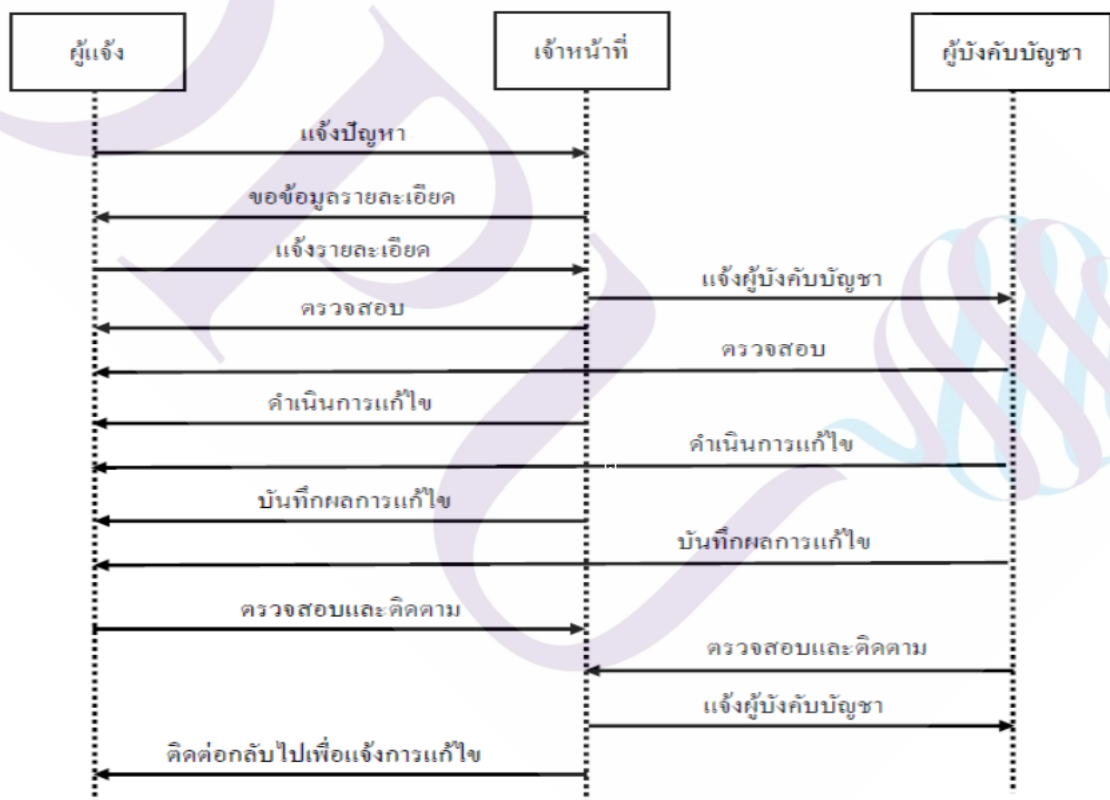 ผู้แจ้ง
เจ้าหน้าที่
ผู้บังคับบัญชา
แจ้งปัญหา
ขอข้อมูลรายละเอียด
แจ้งรายละเอียด
แจ้งผู้บังคับบัญชา
ตรวจสอบ
ตรวจสอบ
ดำเนินการแก้ไข
ดำเนินการแก้ไข
บันทึกผลการแก้ไข
บันทึกผลการแก้ไข
ตรวจสอบและติดตาม
ตรวจสอบและติดตาม
แจ้งผู้บังคับบัญชา
ติดต่อกลับไปเพื่อแจ้งการแก้ไข